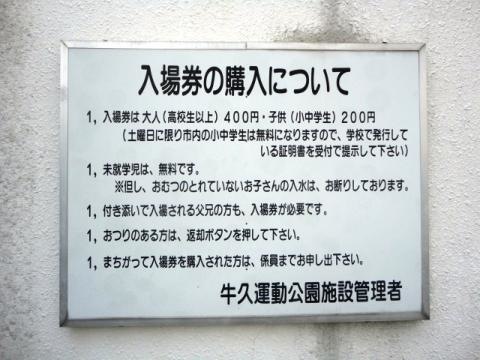 入場券の購入について
1, 入場券は 大人(高校生以上)400円・子供(小中学生)200円
(土曜日に限り市内の小中学生は無料になりますので、学校で発行して
いる証明書を受付で提示して下さい)
1, 未就学児は、無料です。
※但し、おむつのとれていないお子さんの入水は、お断りしております。
1, 付き添いで入場される父兄の方も、入場券が必要です。
1, おつりのある方は、返却ボタンを押して下さい。
1, まちがって入場券を購入された方は、係員までお申し出下さい。
牛久運動公園施設管理者